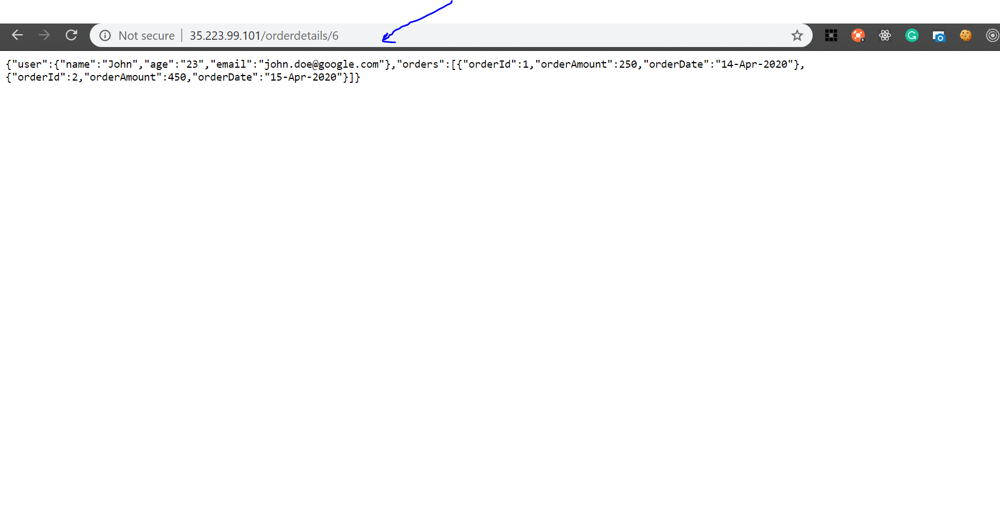 Not secure | 35.223.99.101/orderdetails/6
{"user":{"name":"John","age":"23","email":"john.doe@google.com"},"orders":[{"orderId":1,"orderAmount":250,"orderDate":"14-Apr-2020"},
{"orderId":2,"orderAmount":450,"orderDate":"15-Apr-2020"}]}